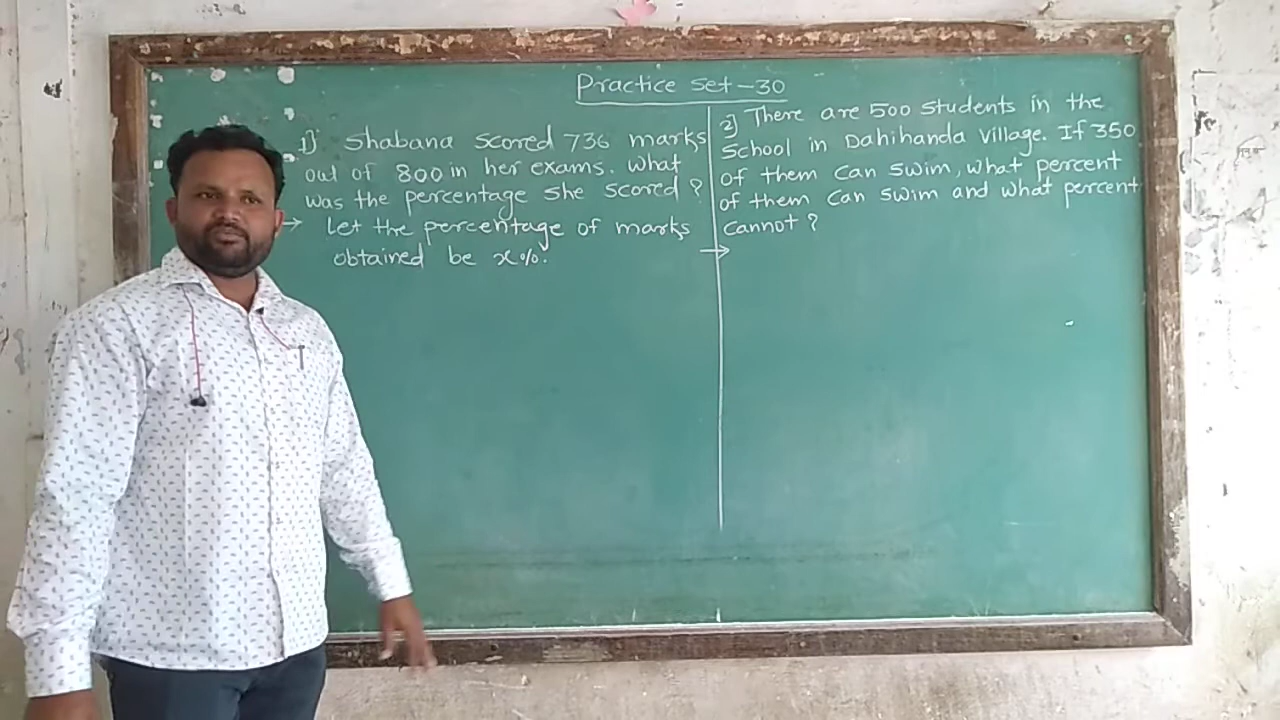 Practice Set - 30
1) Shabana scored 736 marks
out of 800 in her exams. What
was the percentage she scored ?
→ Let the percentage of marks
obtained be x%.
2) There are 500 students in the
School in Dahihanda Village. If 350
of them can swim, what percent
of them can swim and what percent
cannot ?
→